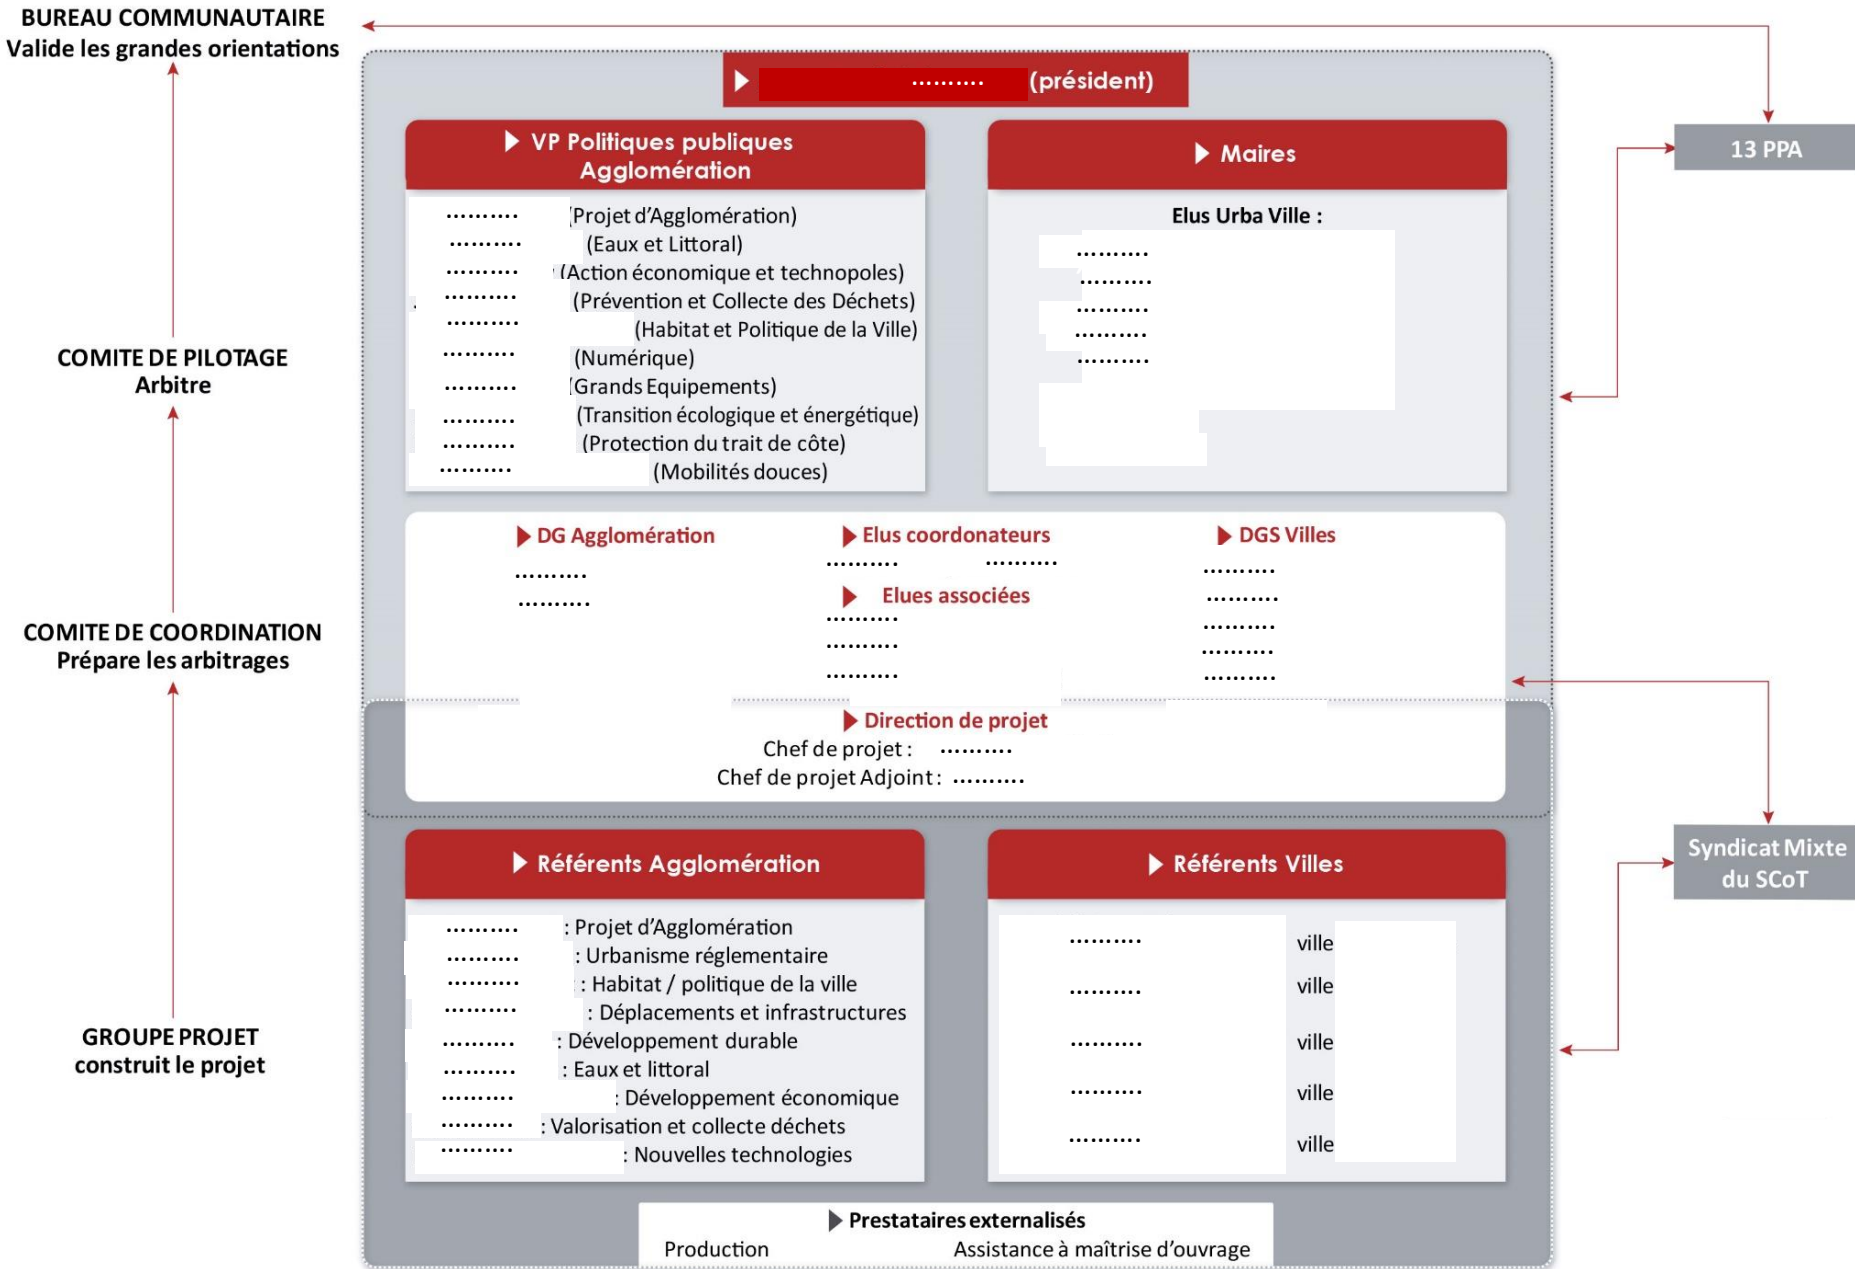 BUREAU COMMUNAUTAIRE
Valide les grandes orientations
COMITE DE PILOTAGE
Arbitre
COMITE DE COORDINATION
Prépare les arbitrages
GROUPE PROJET
construit le projet
.......... (président)
VP Politiques publiques
Agglomération
.......... (Projet d'Agglomération)
.......... (Eaux et Littoral)
.......... (Action économique et technopoles)
.......... (Prévention et Collecte des Déchets)
.......... (Habitat et Politique de la Ville)
.......... (Numérique)
.......... (Grands Equipements)
.......... (Transition écologique et énergétique)
.......... (Protection du trait de côte)
.......... (Mobilités douces)
Maires
Elus Urba Ville :
..........
..........
..........
..........
..........
DG Agglomération
..........
..........
Elus coordonateurs
.......... ..........
Elues associées
..........
..........
..........
DGS Villes
..........
..........
..........
..........
..........
Direction de projet
Chef de projet : ..........
Chef de projet Adjoint : ..........
Référents Agglomération
.......... : Projet d'Agglomération
.......... : Urbanisme réglementaire
.......... : Habitat / politique de la ville
.......... : Déplacements et infrastructures
.......... : Développement durable
.......... : Eaux et littoral
.......... : Développement économique
.......... : Valorisation et collecte déchets
.......... : Nouvelles technologies
Référents Villes
.......... ville
.......... ville
.......... ville
.......... ville
.......... ville
Prestataires externalisés
Production Assistance à maîtrise d'ouvrage
13 PPA
Syndicat Mixte
du SCoT